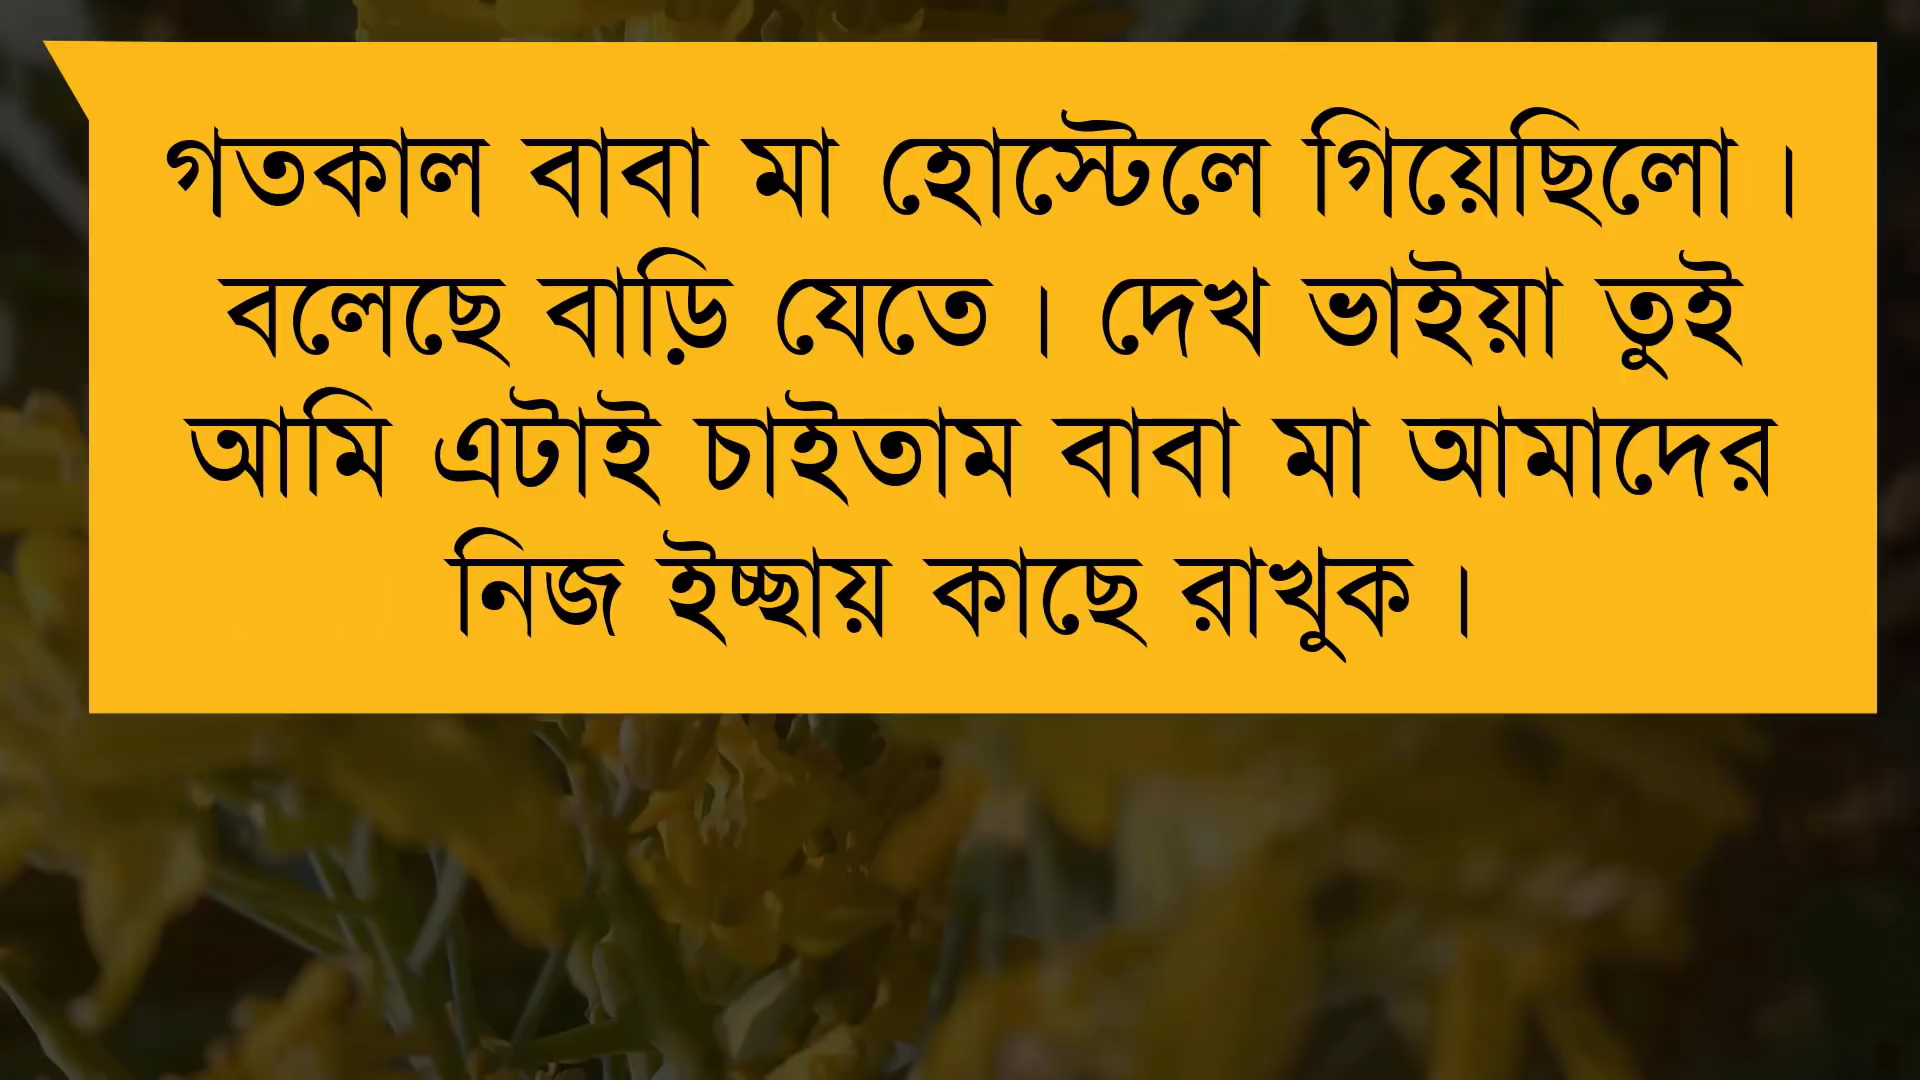 গতকাল বাবা মা হোস্টেলে গিয়েছিলো ।
বলেছে বাড়ি যেতে । দেখ ভাইয়া তুই
আমি এটাই চাইতাম বাবা মা আমাদের
নিজ ইচ্ছায় কাছে রাখুক ।